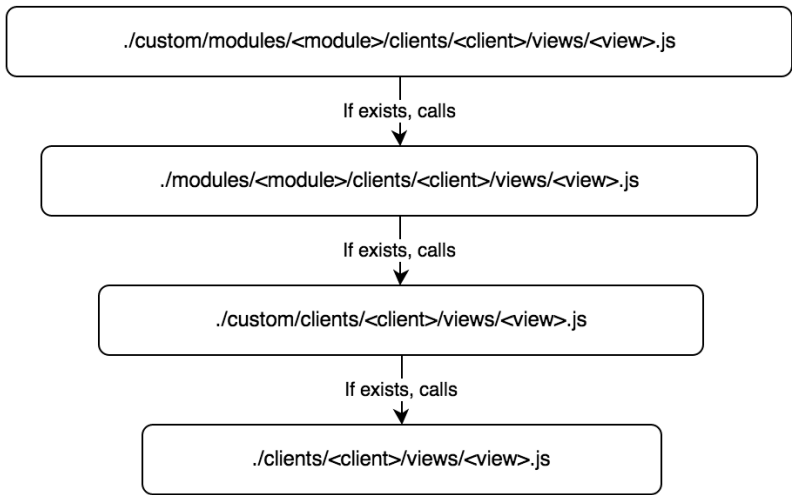 ./custom/modules/<module>/clients/<client>/views/<view>.js
If exists, calls
./modules/<module>/clients/<client>/views/<view>.js
If exists, calls
./custom/clients/<client>/views/<view>.js
If exists, calls
./clients/<client>/views/<view>.js